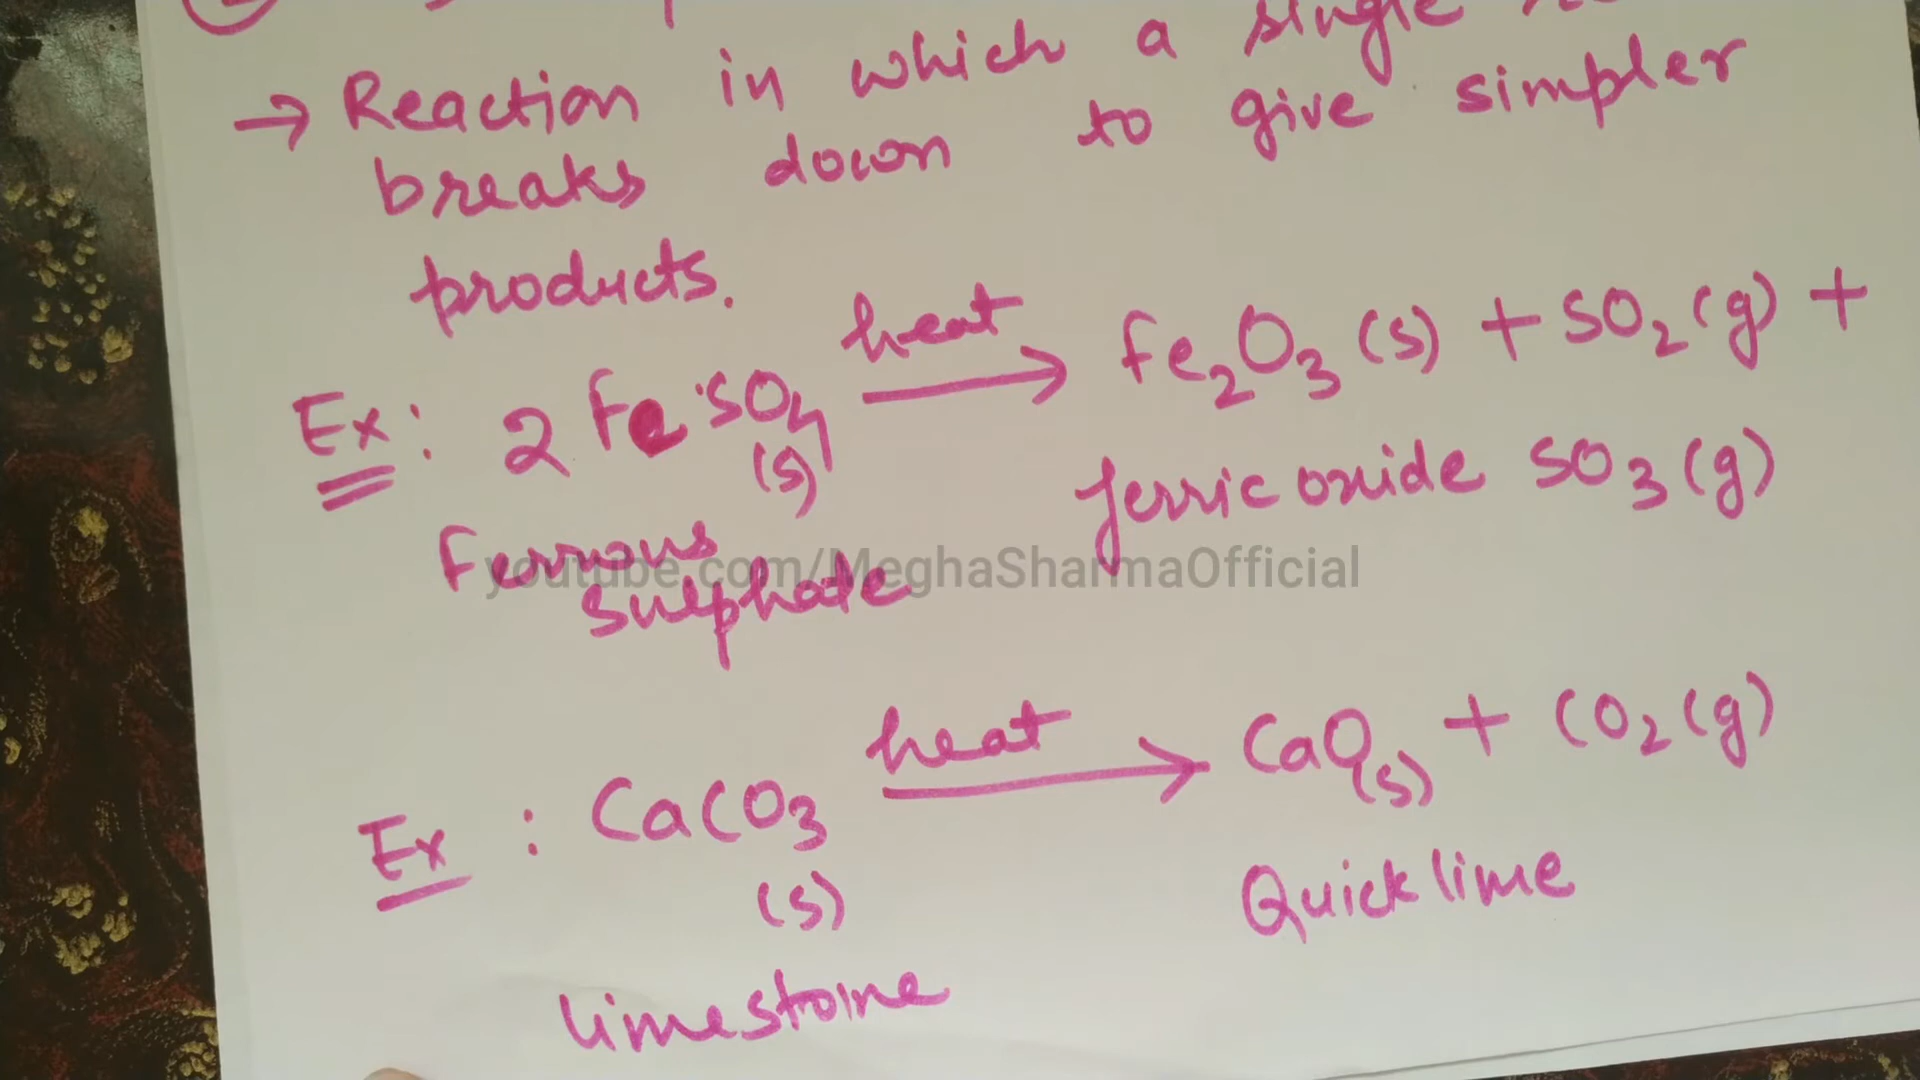 → Reaction in which a single
breaks down to give simpler
products.
Ex: 2 FeSO₄ (s) heat → Fe₂O₃ (s) + SO₂ (g) +
Ferrous sulphate ferric oxide SO₃ (g)
youtube.com/MeghaSharmaOfficial
Ex : CaCO₃ (s) heat → CaO (s) + CO₂ (g)
limestone Quick lime